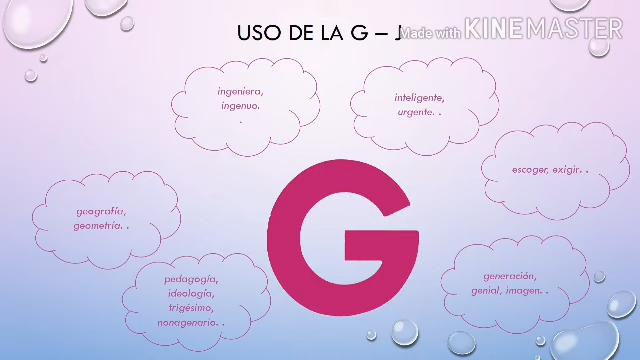 USO DE LA G – J
Made with KINEMASTER
ingeniera,
ingenuo.
.
inteligente,
urgente. .
escoger, exigir. .
geografía,
geometría. .
G
pedagogía,
ideología,
trigésimo,
nonagenario. .
generación,
genial, imagen. .